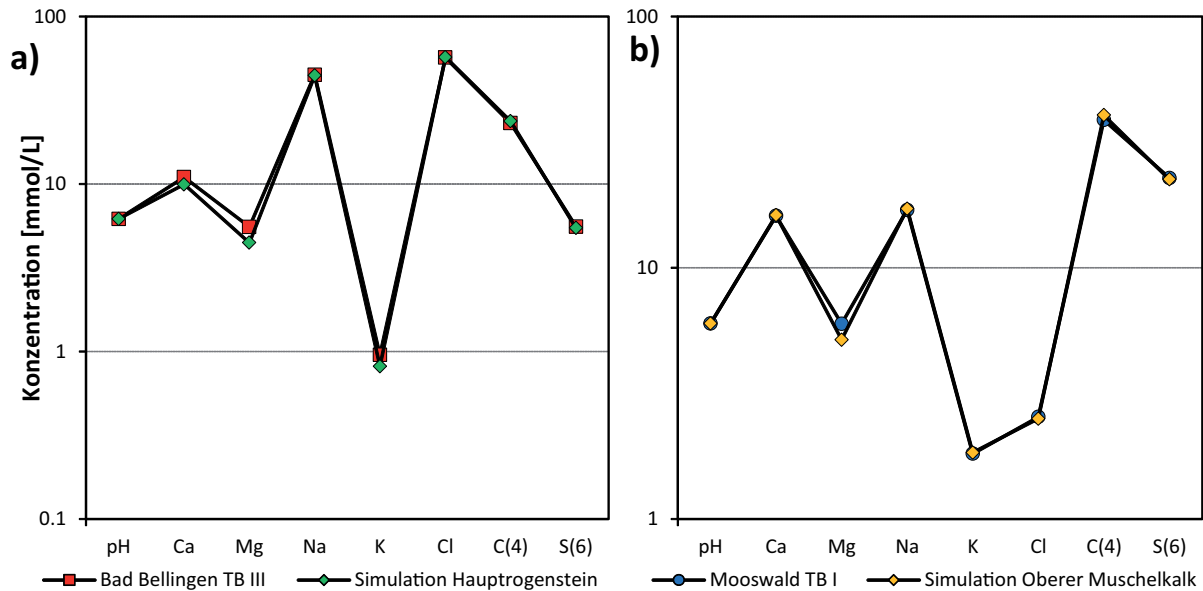 a)
Konzentration [mmol/L]
100
10
1
0.1
pH Ca Mg Na K Cl C(4) S(6)
Bad Bellingen TB III Simulation Hauptrogenstein
b)
100
10
1
pH Ca Mg Na K Cl C(4) S(6)
Mooswald TB I Simulation Oberer Muschelkalk